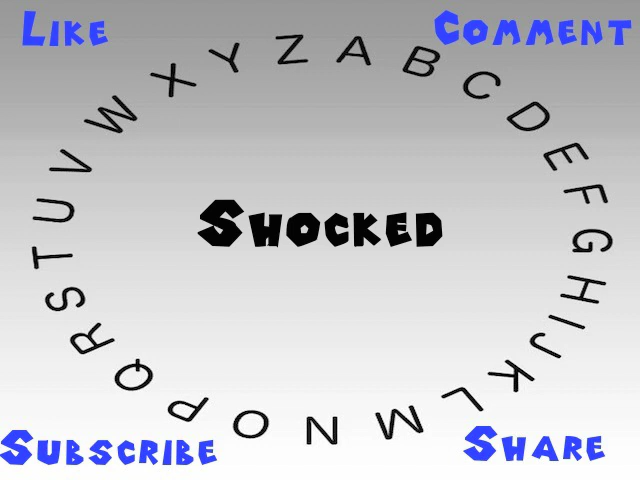 Like
Comment
A B C D E F G H I J K L M N O P Q R S T U V W X Y Z
Shocked
Subscribe
Share